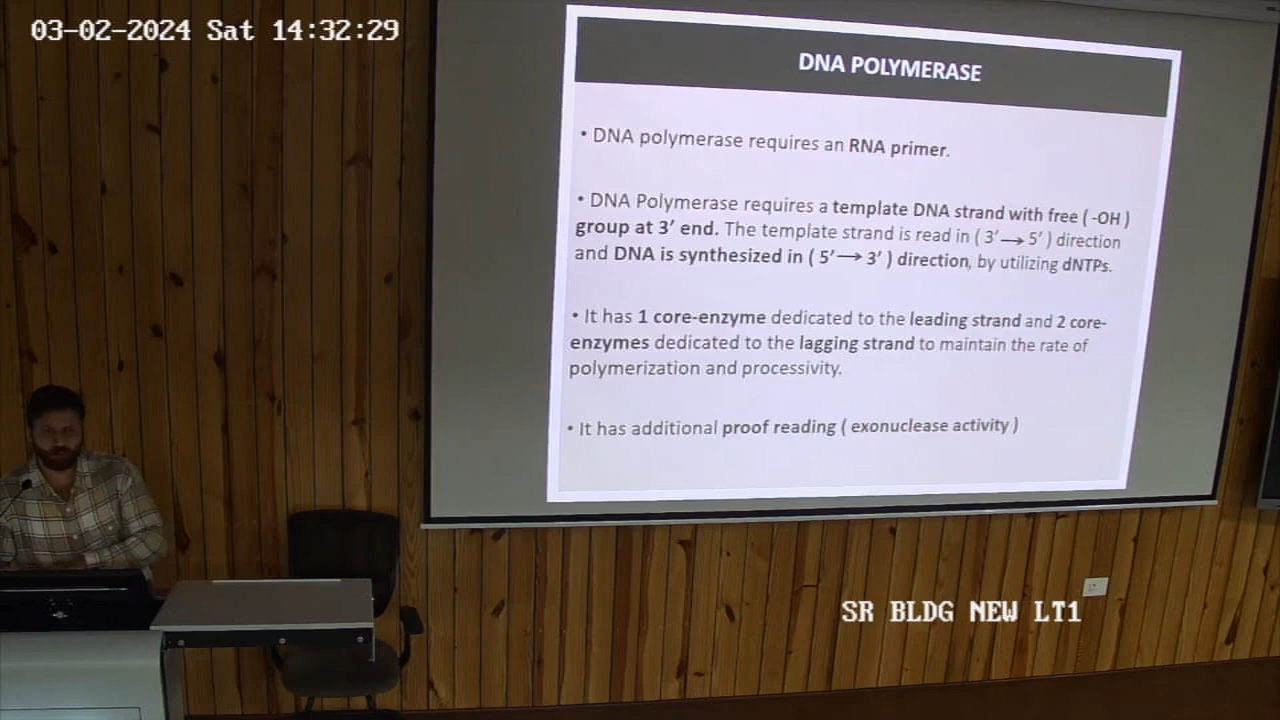 03-02-2024 Sat 14:32:29
DNA POLYMERASE
• DNA polymerase requires an RNA primer.
• DNA Polymerase requires a template DNA strand with free ( -OH )
group at 3′ end. The template strand is read in ( 3′ → 5′ ) direction
and DNA is synthesized in ( 5′ → 3′ ) direction, by utilizing dNTPs.
• It has 1 core-enzyme dedicated to the leading strand and 2 core-
enzymes dedicated to the lagging strand to maintain the rate of
polymerization and processivity.
• It has additional proof reading ( exonuclease activity )
SR BLDG NEW LT1